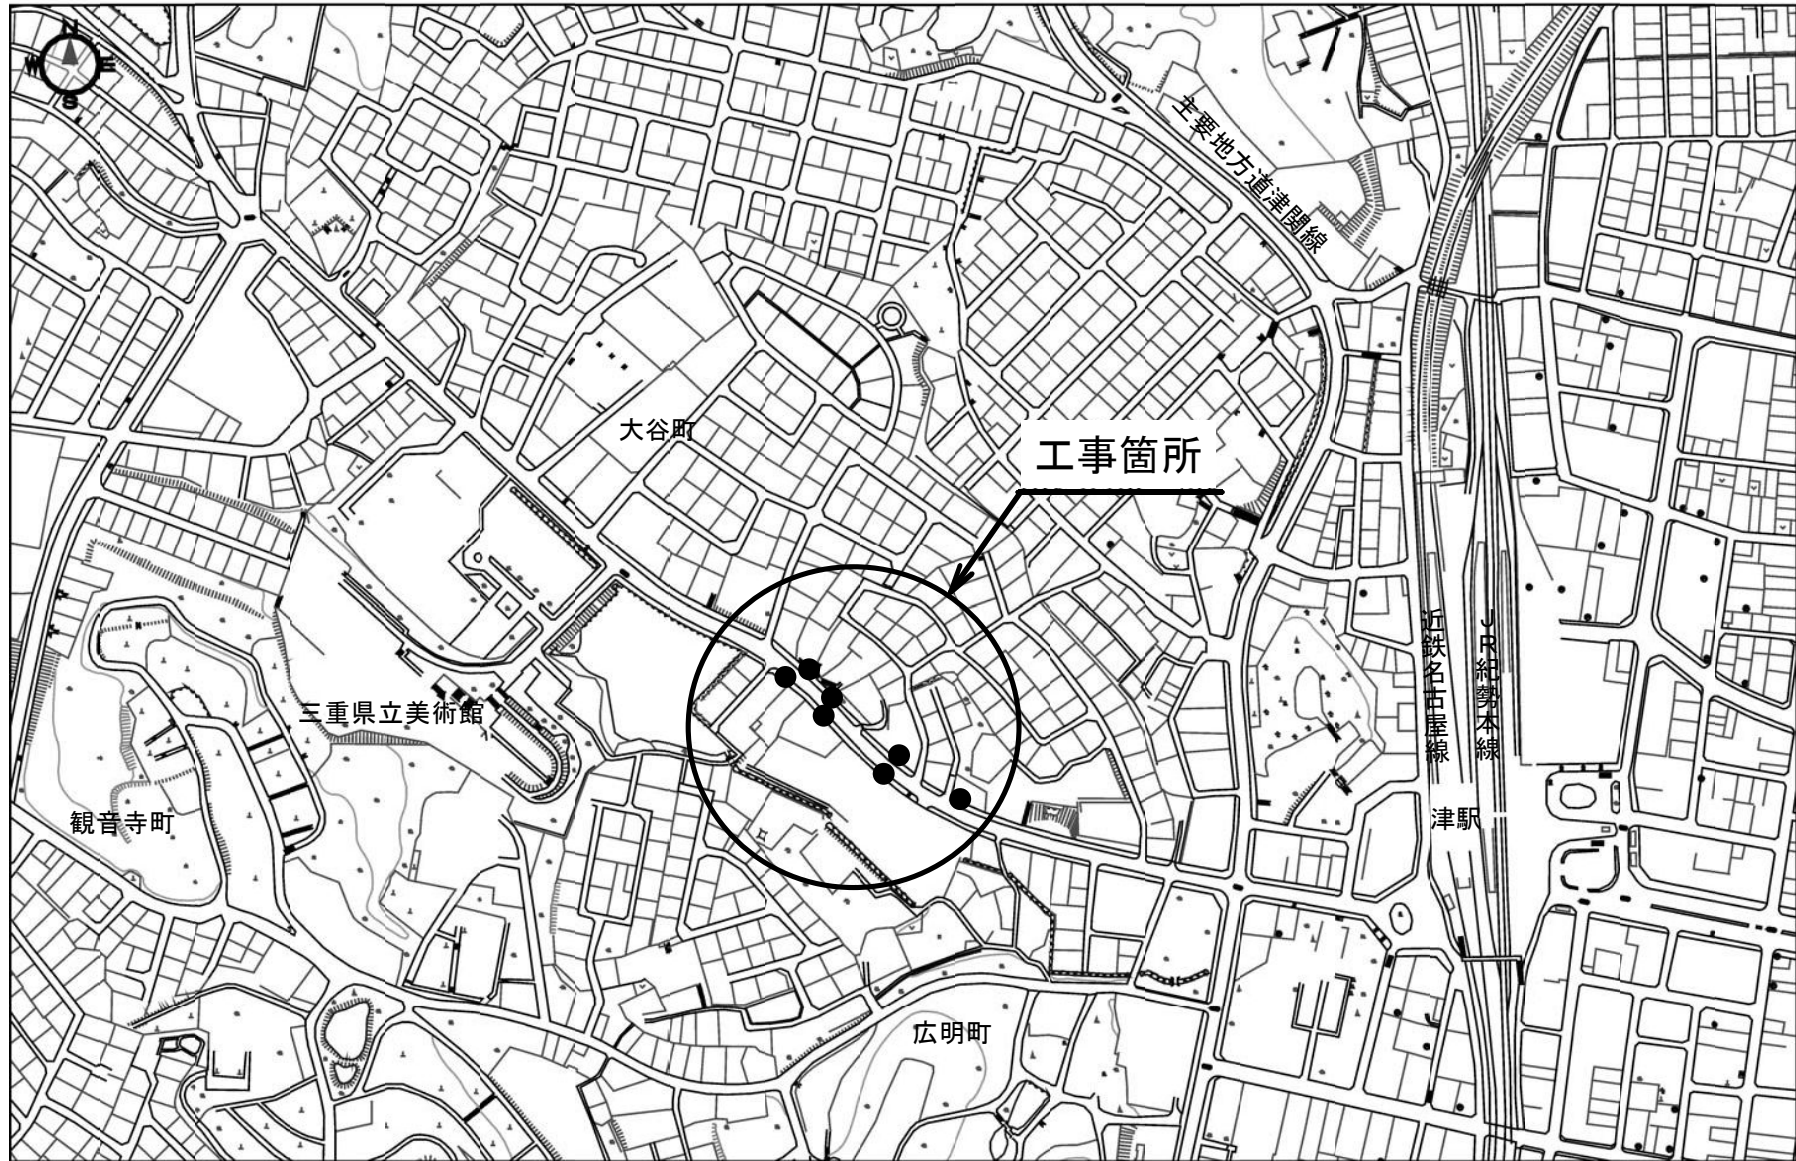 N
W
E
S
主要地方道津関線
大谷町
工事箇所
近鉄名古屋線
JR紀勢本線
三重県立美術館
観音寺町
津駅
広明町